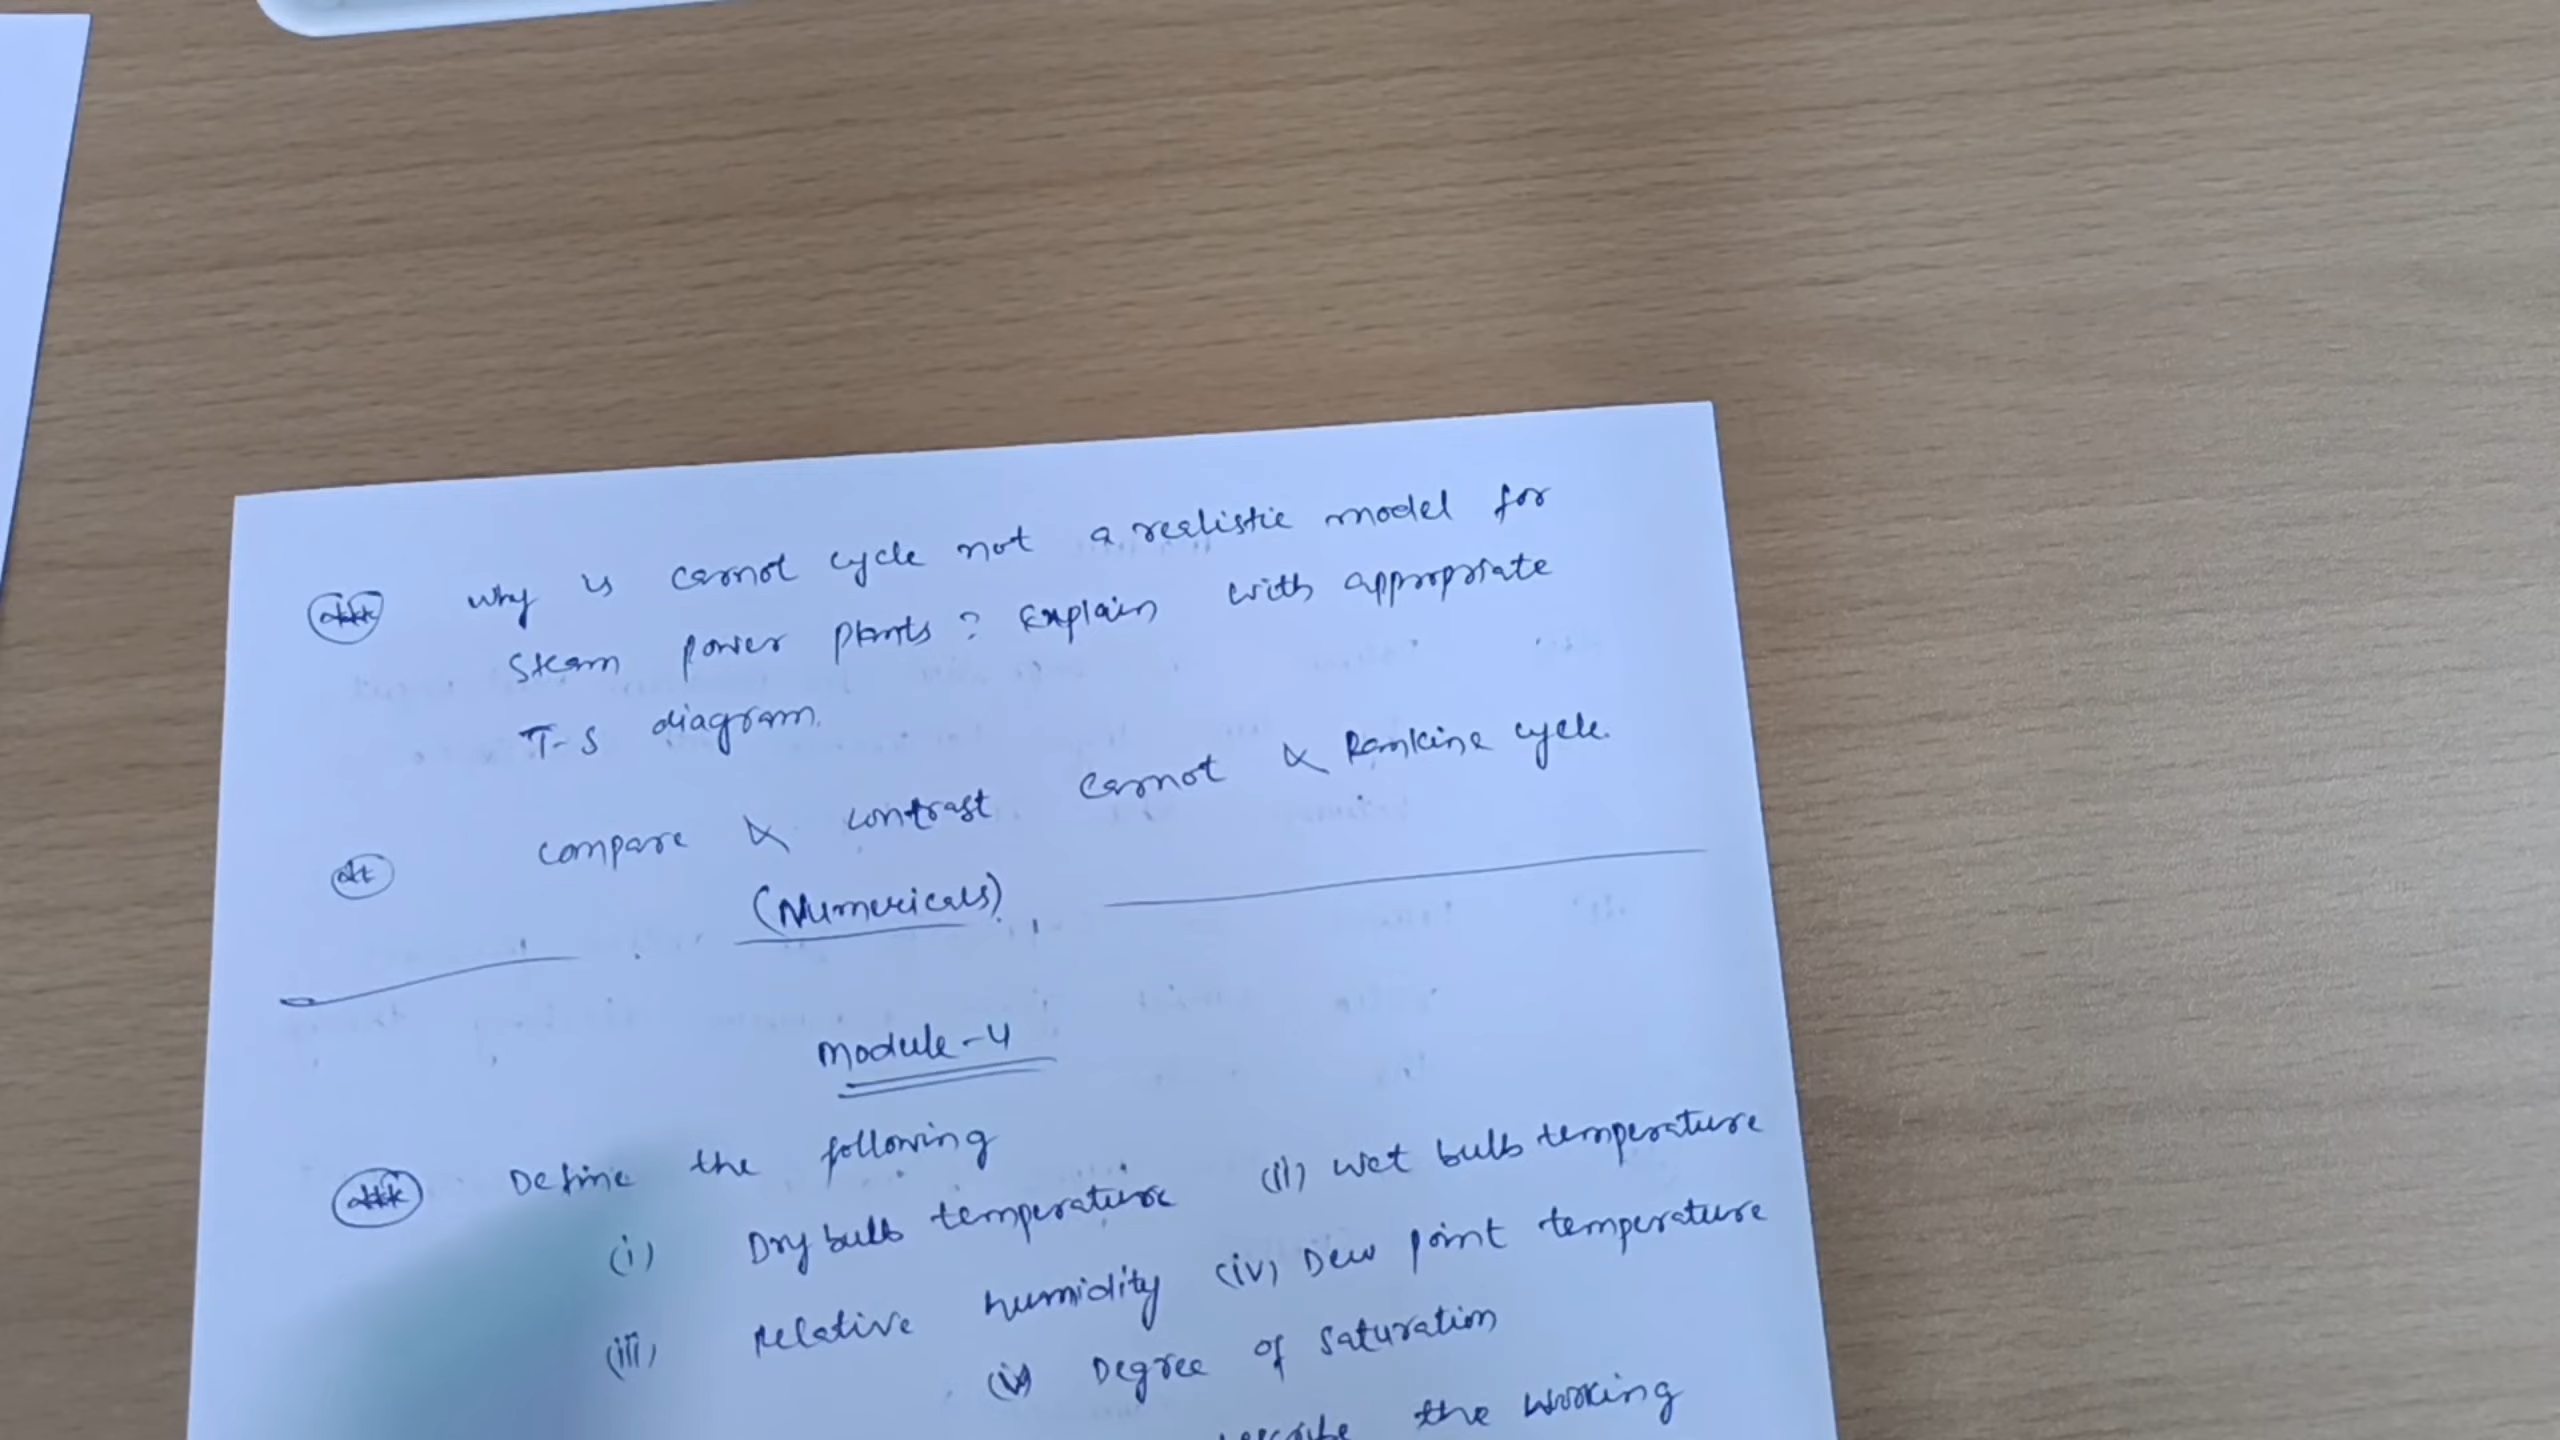 *** Why is carnot cycle not a realistic model for
steam power plants? Explain with appropriate
T-S diagram.
** compare & contrast carnot & Rankine cycle.
(Numericals)
Module-4
*** Define the following
(i) Dry bulb temperature (ii) wet bulb temperature
(iii) Relative humidity (iv) Dew point temperature
(v) Degree of saturation
the working